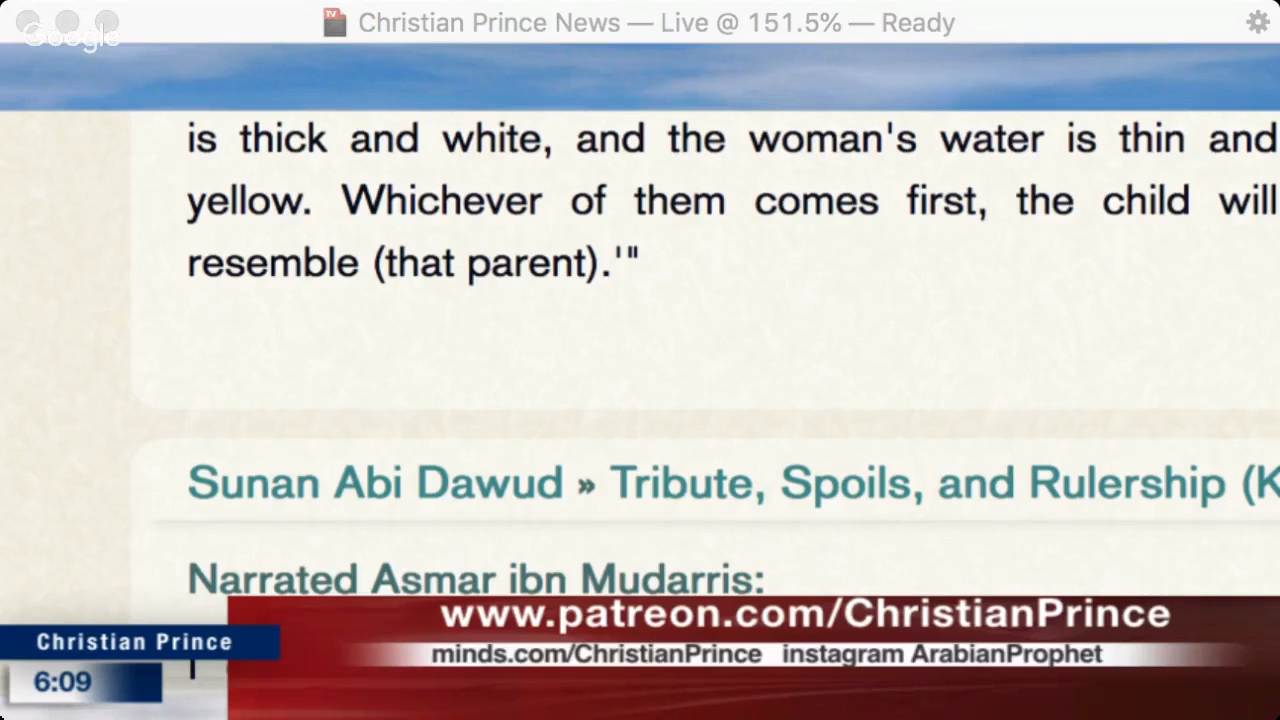 Christian Prince News — Live @ 151.5% — Ready
Google
is thick and white, and the woman's water is thin and
yellow. Whichever of them comes first, the child will
resemble (that parent).'"
Sunan Abi Dawud » Tribute, Spoils, and Rulership (K
Narrated Asmar ibn Mudarris:
www.patreon.com/ChristianPrince
Christian Prince
minds.com/ChristianPrince instagram ArabianProphet
6:09